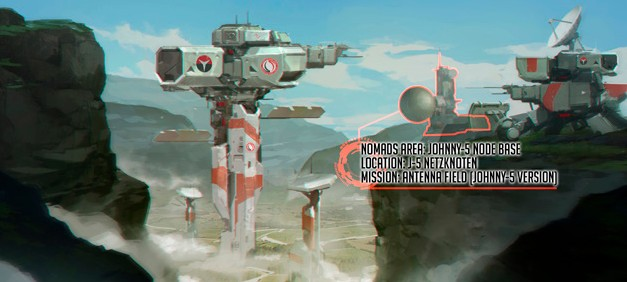 NOMADS AREA: JOHNNY-5 NODE BASE
LOCATION: J-5 NETZKNOTEN
MISSION: ANTENNA FIELD (JOHNNY-5 VERSION)